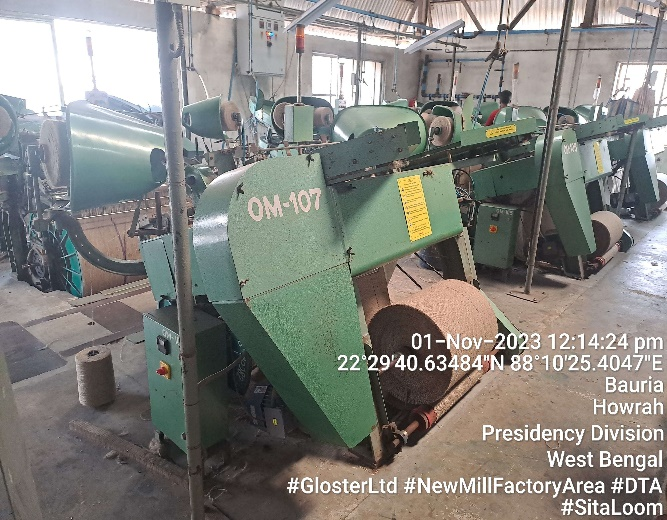 OM-107
01-Nov-2023 12:14:24 pm
22°29'40.63484"N 88°10'25.4047"E
Bauria
Howrah
Presidency Division
West Bengal
#GlosterLtd #NewMillFactoryArea #DTA
#SitaLoom